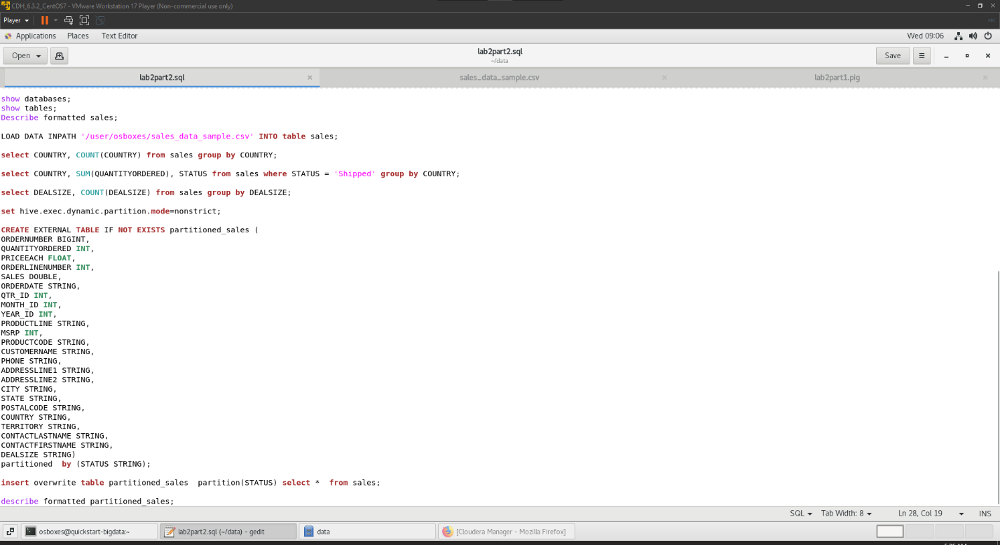 CDH_6.3.2_CentOS7 - VMware Workstation 17 Player (Non-commercial use only)
Player
Applications Places Text Editor Wed 09:06
Open lab2part2.sql Save
~/data
lab2part2.sql sales_data_sample.csv lab2part1.pig
show databases;
show tables;
Describe formatted sales;
LOAD DATA INPATH '/user/osboxes/sales_data_sample.csv' INTO table sales;
select COUNTRY, COUNT(COUNTRY) from sales group by COUNTRY;
select COUNTRY, SUM(QUANTITYORDERED), STATUS from sales where STATUS = 'Shipped' group by COUNTRY;
select DEALSIZE, COUNT(DEALSIZE) from sales group by DEALSIZE;
set hive.exec.dynamic.partition.mode=nonstrict;
CREATE EXTERNAL TABLE IF NOT EXISTS partitioned_sales (
ORDERNUMBER BIGINT,
QUANTITYORDERED INT,
PRICEEACH FLOAT,
ORDERLINENUMBER INT,
SALES DOUBLE,
ORDERDATE STRING,
QTR_ID INT,
MONTH_ID INT,
YEAR_ID INT,
PRODUCTLINE STRING,
MSRP INT,
PRODUCTCODE STRING,
CUSTOMERNAME STRING,
PHONE STRING,
ADDRESSLINE1 STRING,
ADDRESSLINE2 STRING,
CITY STRING,
STATE STRING,
POSTALCODE STRING,
COUNTRY STRING,
TERRITORY STRING,
CONTACTLASTNAME STRING,
CONTACTFIRSTNAME STRING,
DEALSIZE STRING)
partitioned  by (STATUS STRING);
insert overwrite table partitioned_sales  partition(STATUS) select *  from sales;
describe formatted partitioned_sales;
SQL Tab Width: 8 Ln 28, Col 19 INS
osboxes@quickstart-bigdata:~ lab2part2.sql (~/data) - gedit data [Cloudera Manager - Mozilla Firefox]